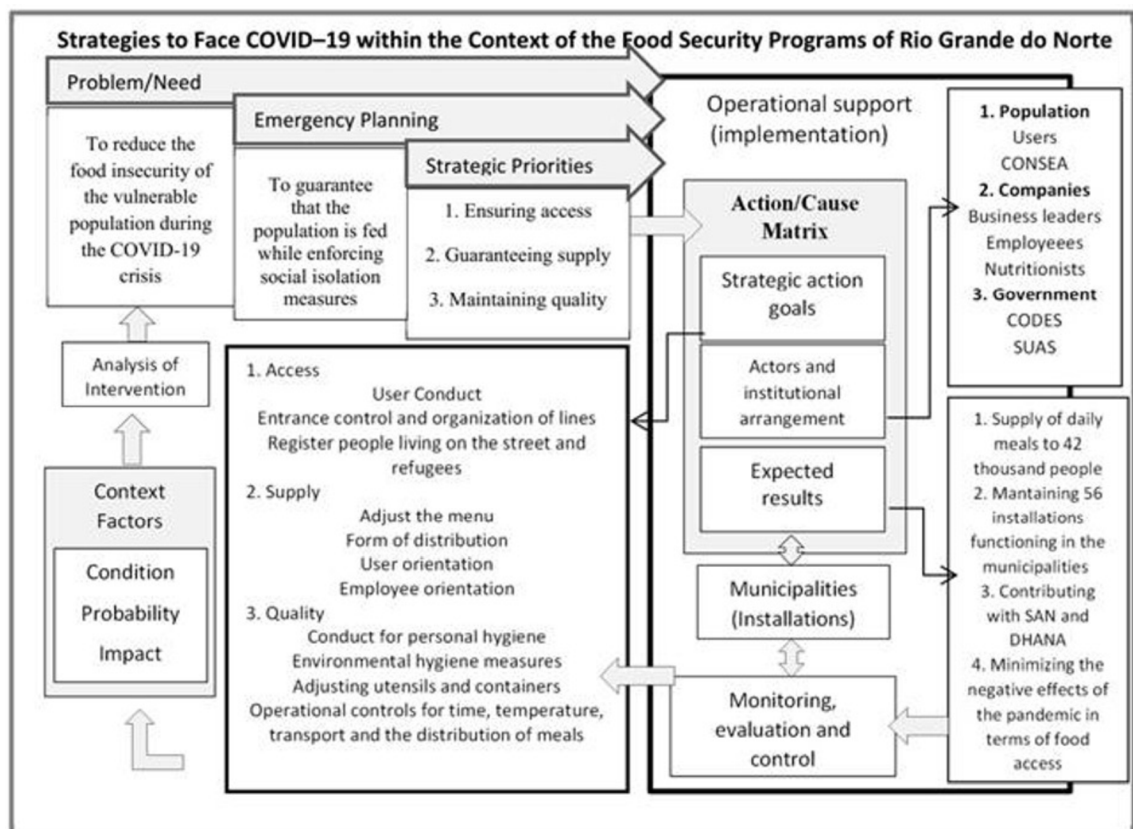 Strategies to Face COVID–19 within the Context of the Food Security Programs of Rio Grande do Norte
Problem/Need
To reduce the
food insecurity of
the vulnerable
population during
the COVID-19
crisis
Emergency Planning
To guarantee
that the
population is fed
while enforcing
social isolation
measures
Strategic Priorities
1. Ensuring access
2. Guaranteeing supply
3. Maintaining quality
Analysis of
Intervention
Context
Factors
Condition
Probability
Impact
1. Access
User Conduct
Entrance control and organization of lines
Register people living on the street and
refugees
2. Supply
Adjust the menu
Form of distribution
User orientation
Employee orientation
3. Quality
Conduct for personal hygiene
Environmental hygiene measures
Adjusting utensils and containers
Operational controls for time, temperature,
transport and the distribution of meals
Operational support
(implementation)
Action/Cause
Matrix
Strategic action
goals
Actors and
institutional
arrangement
Expected
results
Municipalities
(Installations)
Monitoring,
evaluation and
control
1. Population
Users
CONSEA
2. Companies
Business leaders
Employeees
Nutritionists
3. Government
CODES
SUAS
1. Supply of daily
meals to 42
thousand people
2. Mantaining 56
installations
functioning in the
municipalities
3. Contributing
with SAN and
DHANA
4. Minimizing the
negative effects of
the pandemic in
terms of food
access